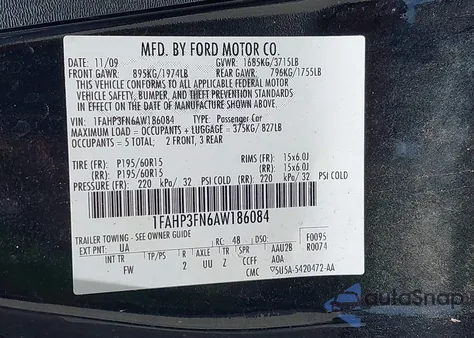 MFD. BY FORD MOTOR CO.
DATE: 11/09 GVWR: 1685KG/3715LB
FRONT GAWR: 895KG/1974LB REAR GAWR: 796KG/1755LB
THIS VEHICLE CONFORMS TO ALL APPLICABLE FEDERAL MOTOR
VEHICLE SAFETY, BUMPER, AND THEFT PREVENTION STANDARDS
IN EFFECT ON THE DATE OF MANUFACTURE SHOWN ABOVE.
VIN: 1FAHP3FN6AW186084 TYPE: Passenger Car
MAXIMUM LOAD = OCCUPANTS + LUGGAGE = 375KG/827LB
OCCUPANTS = 5 TOTAL; 2 FRONT, 3 REAR
TIRE (FR): P195/60R15 RIMS (FR): 15x6.0J
(RR): P195/60R15 (RR): 15x6.0J
PRESSURE (FR): 220 kPa/ 32 PSI COLD (RR): 220 kPa/ 32 PSI COLD
1FAHP3FN6AW186084
TRAILER TOWING - SEE OWNER GUIDE F0095
EXT PNT: UA RC: 48 DSO: R0074
INT TR TP/PS R AXLE TR SPR AAU2B
FW 2 UU Z CCFF A0A
CMC 5U5A-5420472-AA
autoSnap